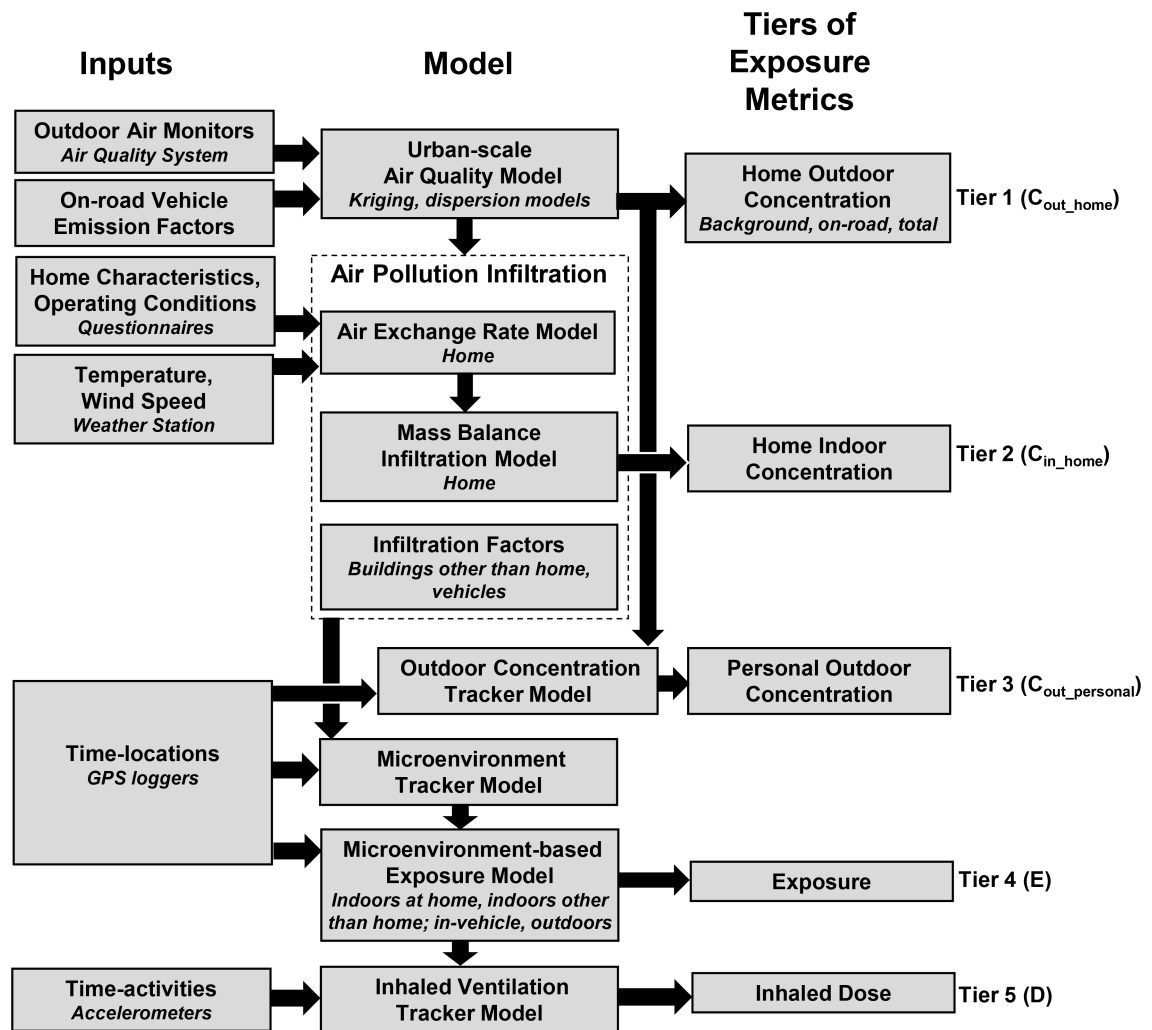 Inputs
Model
Tiers of
Exposure
Metrics
Outdoor Air Monitors
Air Quality System
On-road Vehicle
Emission Factors
Urban-scale
Air Quality Model
Kriging, dispersion models
Home Outdoor
Concentration
Background, on-road, total
Tier 1 (Cout_home)
Home Characteristics,
Operating Conditions
Questionnaires
Temperature,
Wind Speed
Weather Station
Air Pollution Infiltration
Air Exchange Rate Model
Home
Mass Balance
Infiltration Model
Home
Home Indoor
Concentration
Tier 2 (Cin_home)
Infiltration Factors
Buildings other than home,
vehicles
Outdoor Concentration
Tracker Model
Personal Outdoor
Concentration
Tier 3 (Cout_personal)
Time-locations
GPS loggers
Microenvironment
Tracker Model
Microenvironment-based
Exposure Model
Indoors at home, indoors other
than home; in-vehicle, outdoors
Exposure
Tier 4 (E)
Time-activities
Accelerometers
Inhaled Ventilation
Tracker Model
Inhaled Dose
Tier 5 (D)